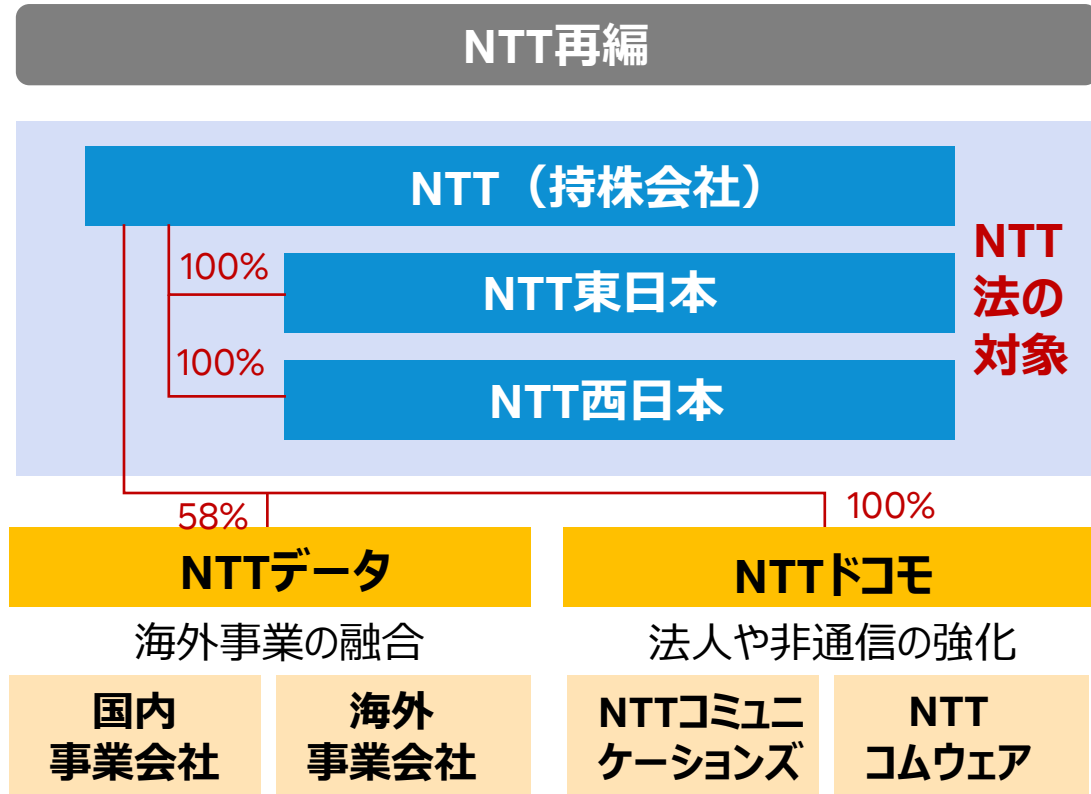 NTT再編
NTT（持株会社）
NTT
法の
対象
100%
NTT東日本
100%
NTT西日本
58%
100%
NTTデータ
NTTドコモ
海外事業の融合
法人や非通信の強化
国内
事業会社
海外
事業会社
NTTコミュニ
ケーションズ
NTT
コムウェア